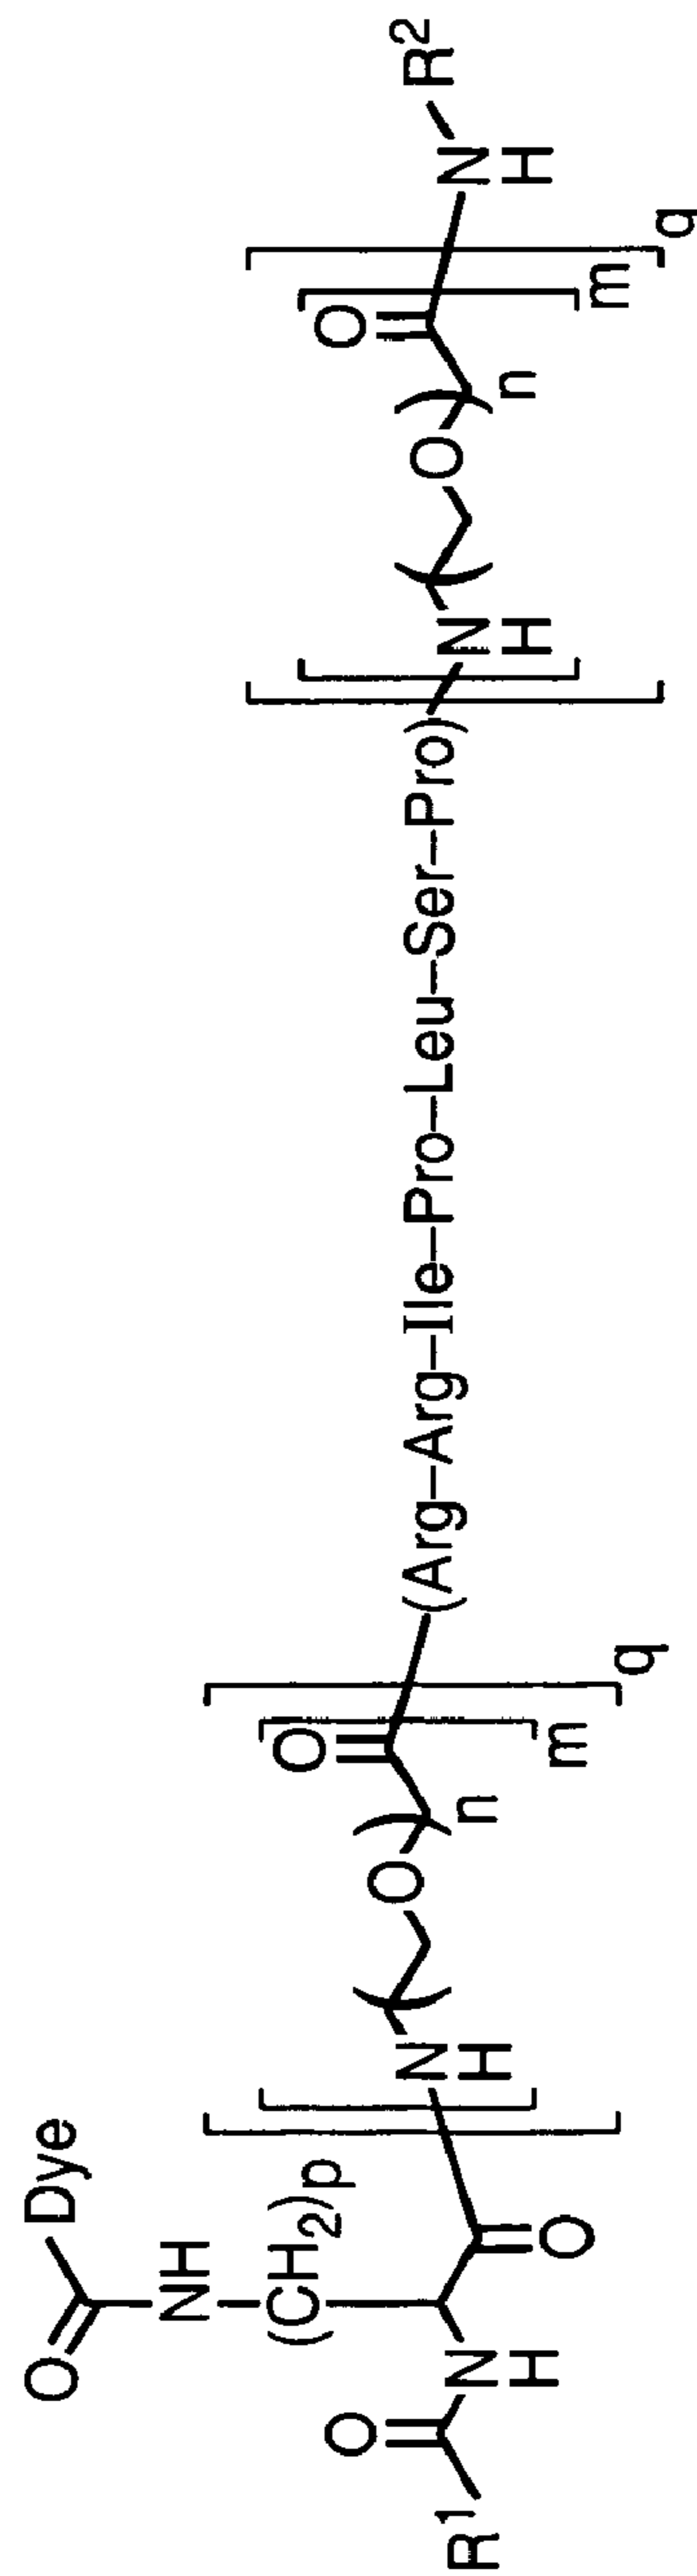 O Dye
NH
(CH2)p
R1 O N H O
[[N H ( O )n O ]m ]q
(Arg–Arg–Ile–Pro–Leu–Ser–Pro)
[[N H ( O )n O ]m ]q
N H R2